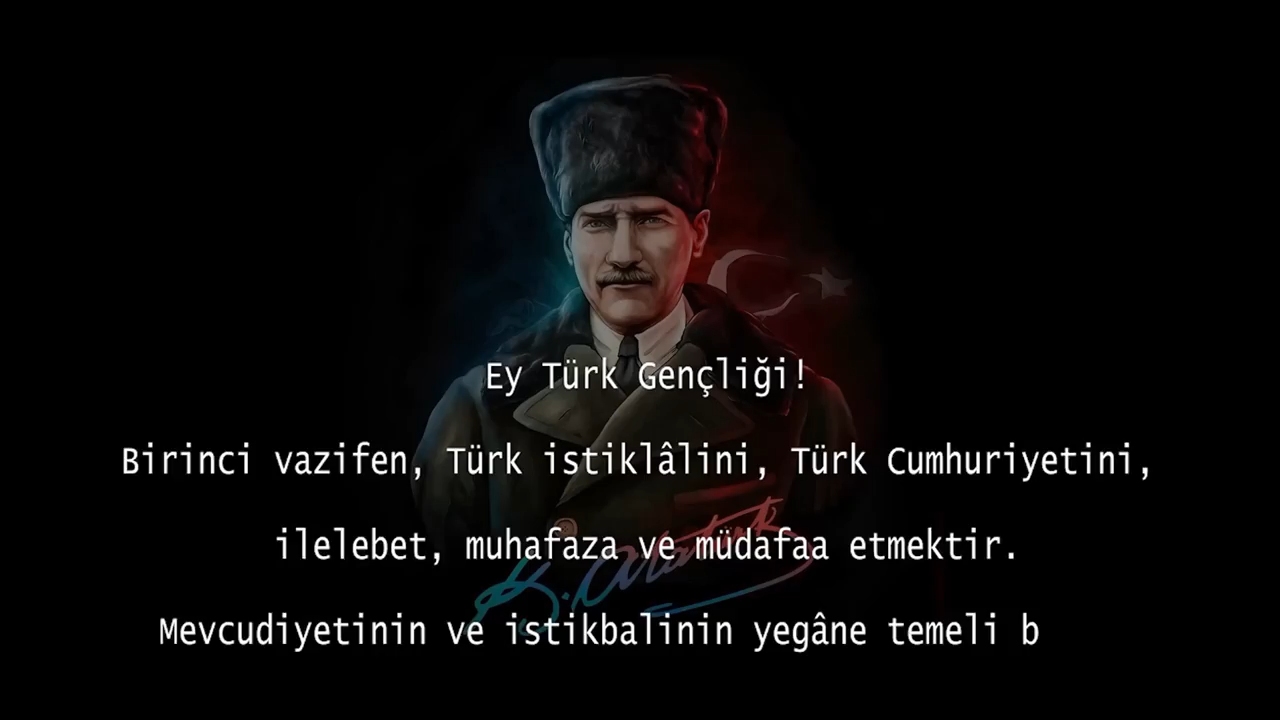 Ey Türk Gençliği!
Birinci vazifen, Türk istiklâlini, Türk Cumhuriyetini,
ilelebet, muhafaza ve müdafaa etmektir.
K. Atatürk
Mevcudiyetinin ve istikbalinin yegâne temeli b